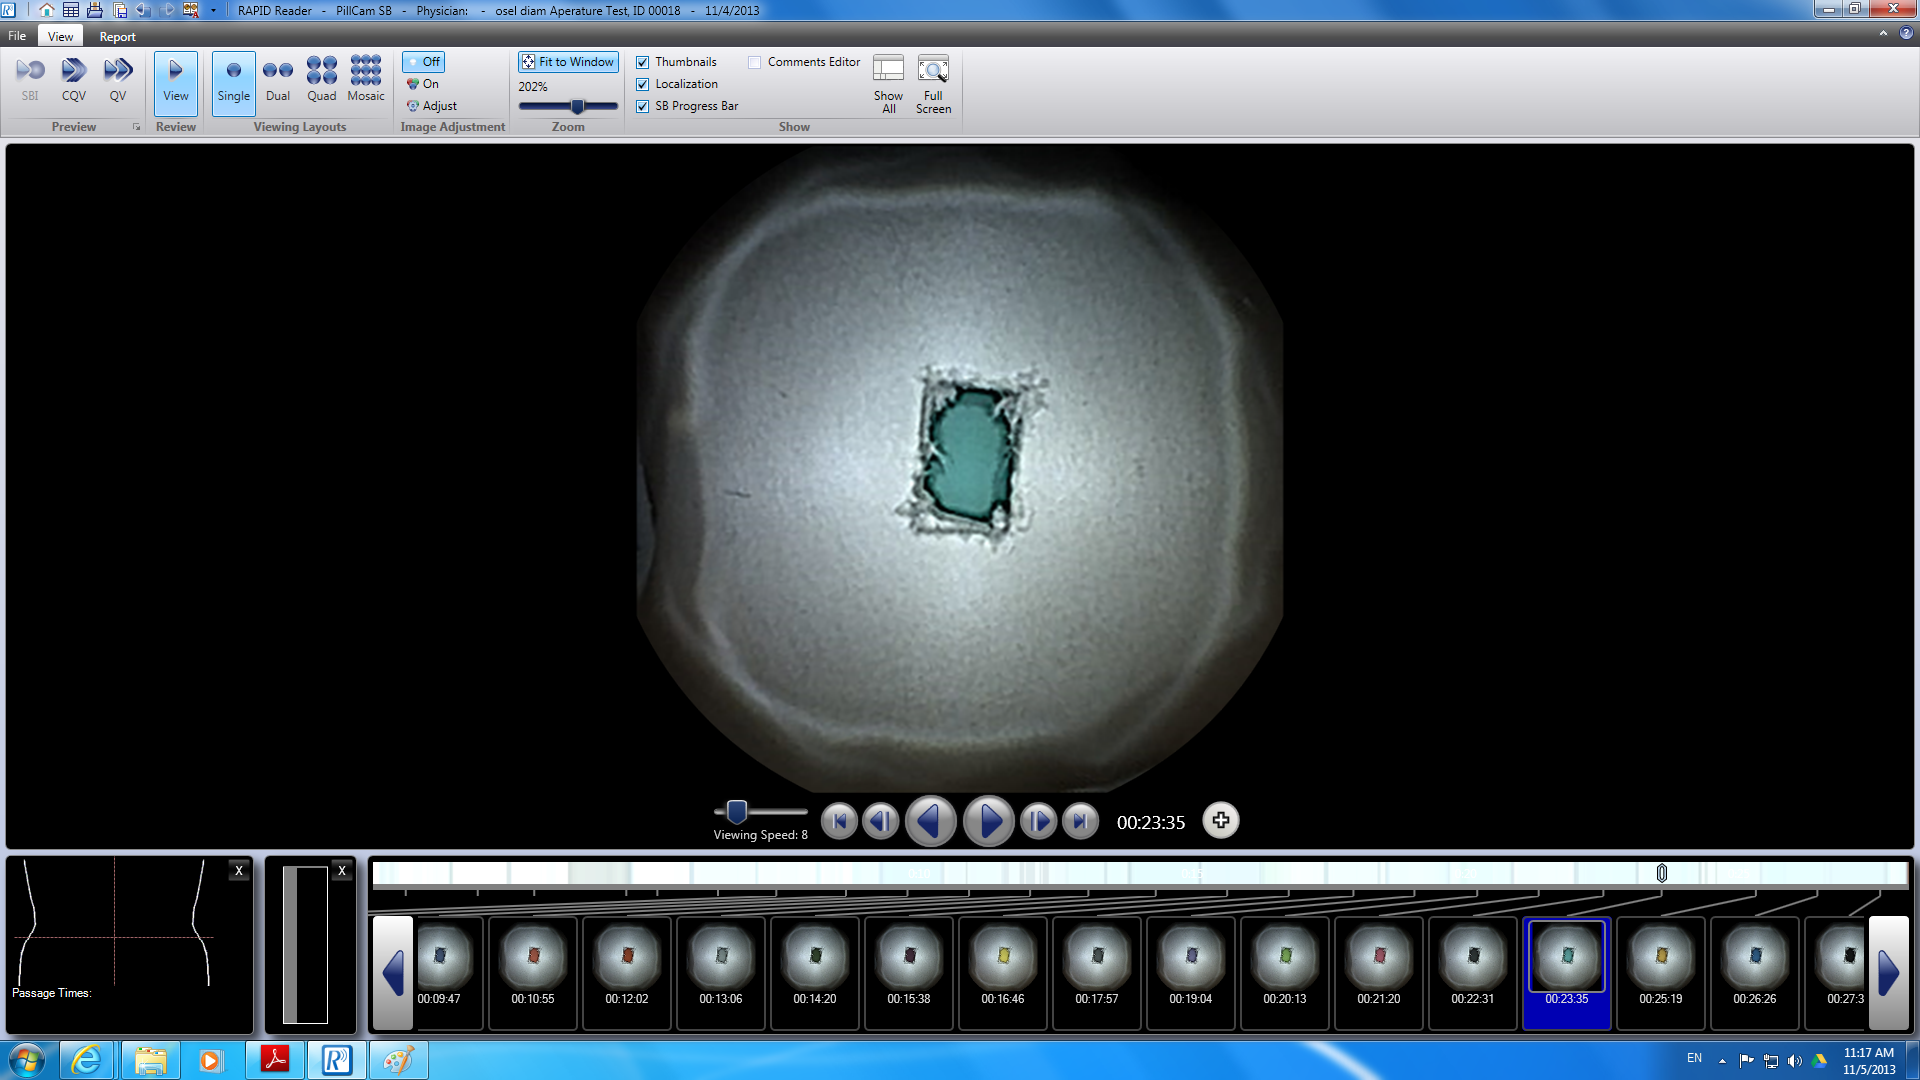 RAPID Reader - PillCam SB - Physician: - osel diam Aperature Test, ID 00018 - 11/4/2013
File View Report
SBI CQV QV
Preview
View
Review
Single Dual Quad Mosaic
Viewing Layouts
Off
On
Adjust
Image Adjustment
Fit to Window
202%
Zoom
Thumbnails
Localization
SB Progress Bar
Comments Editor
Show All
Full Screen
Show
Viewing Speed: 8
00:23:35
X
X
Passage Times:
00:09:47 00:10:55 00:12:02 00:13:06 00:14:20 00:15:38 00:16:46 00:17:57 00:19:04 00:20:13 00:21:20 00:22:31 00:23:35 00:25:19 00:26:26 00:27:3
EN
11:17 AM
11/5/2013